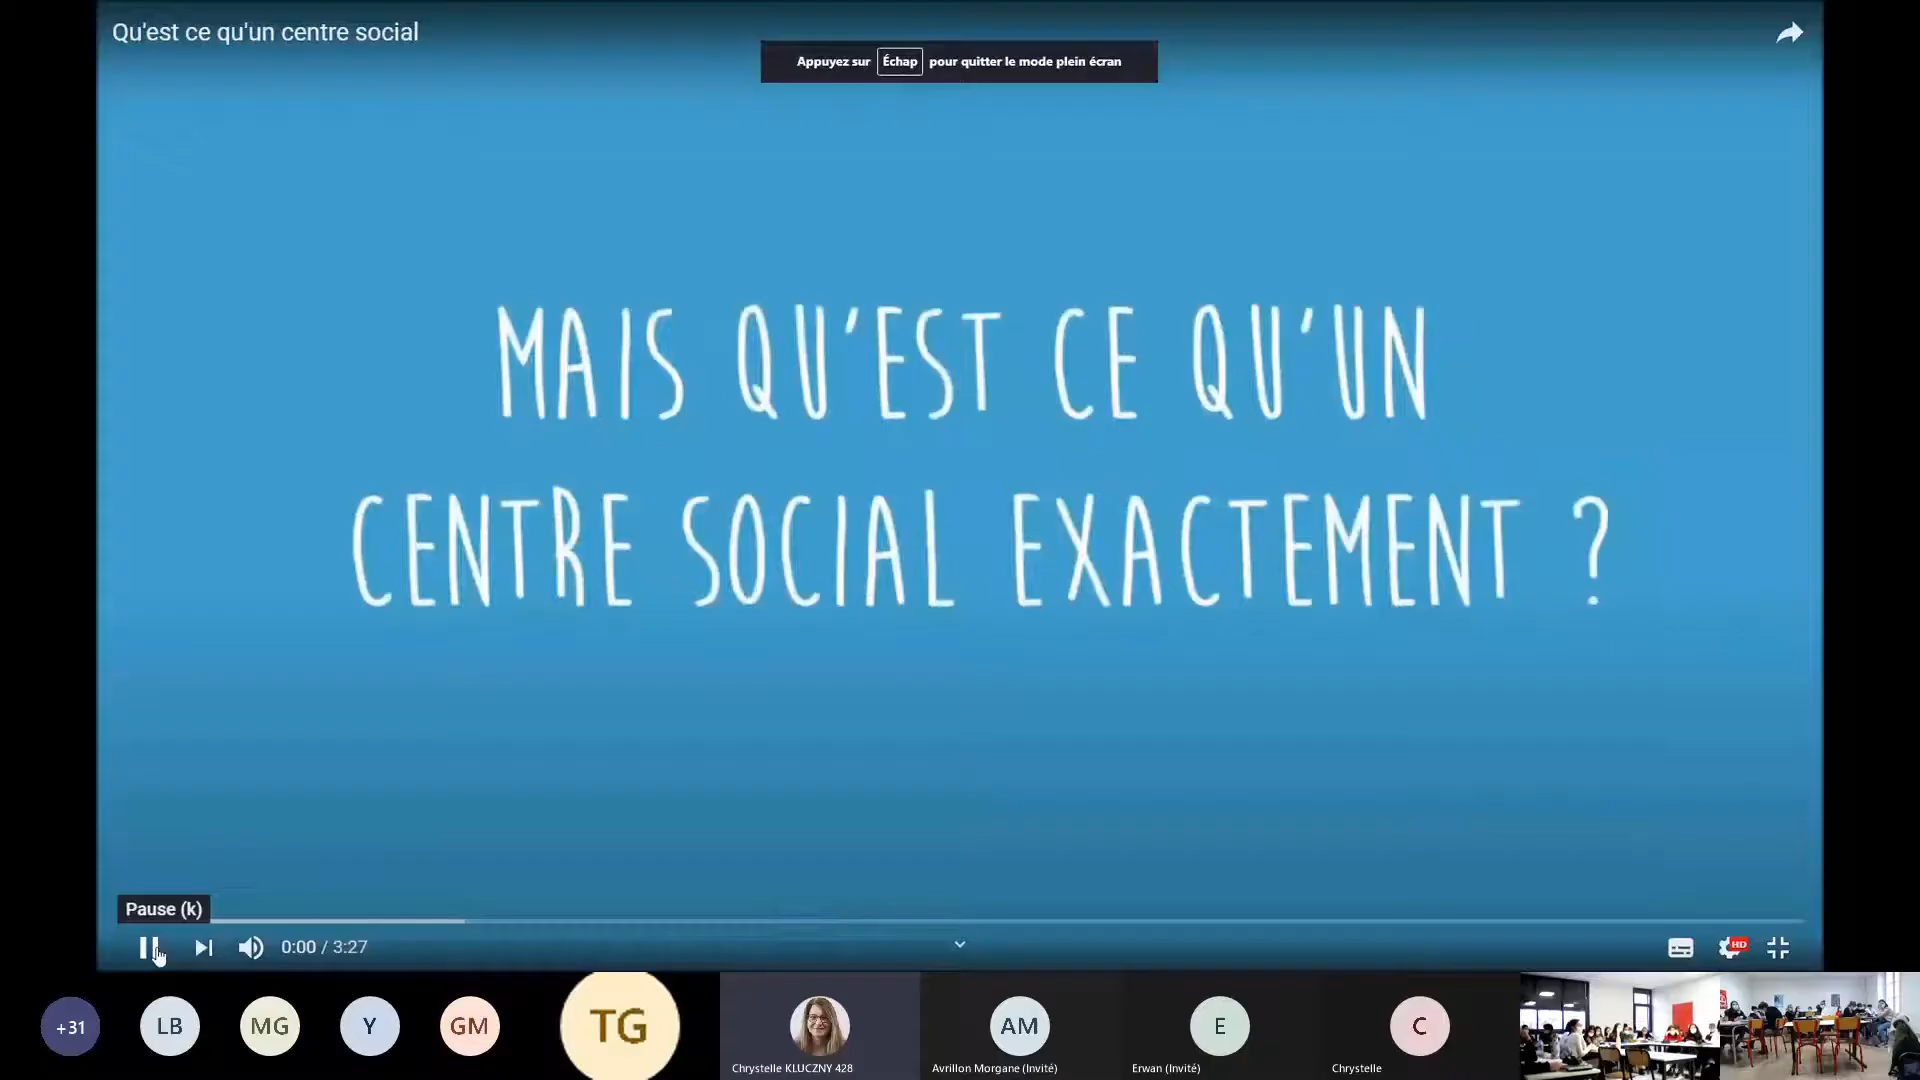 Qu'est ce qu'un centre social
Appuyez sur Échap pour quitter le mode plein écran
MAIS QU'EST CE QU'UN
CENTRE SOCIAL EXACTEMENT ?
Pause (k)
0:00 / 3:27
HD
+31
LB
MG
Y
GM
TG
AM
E
C
Chrystelle KLUCZNY 428
Avrillon Morgane (Invité)
Erwan (Invité)
Chrystelle